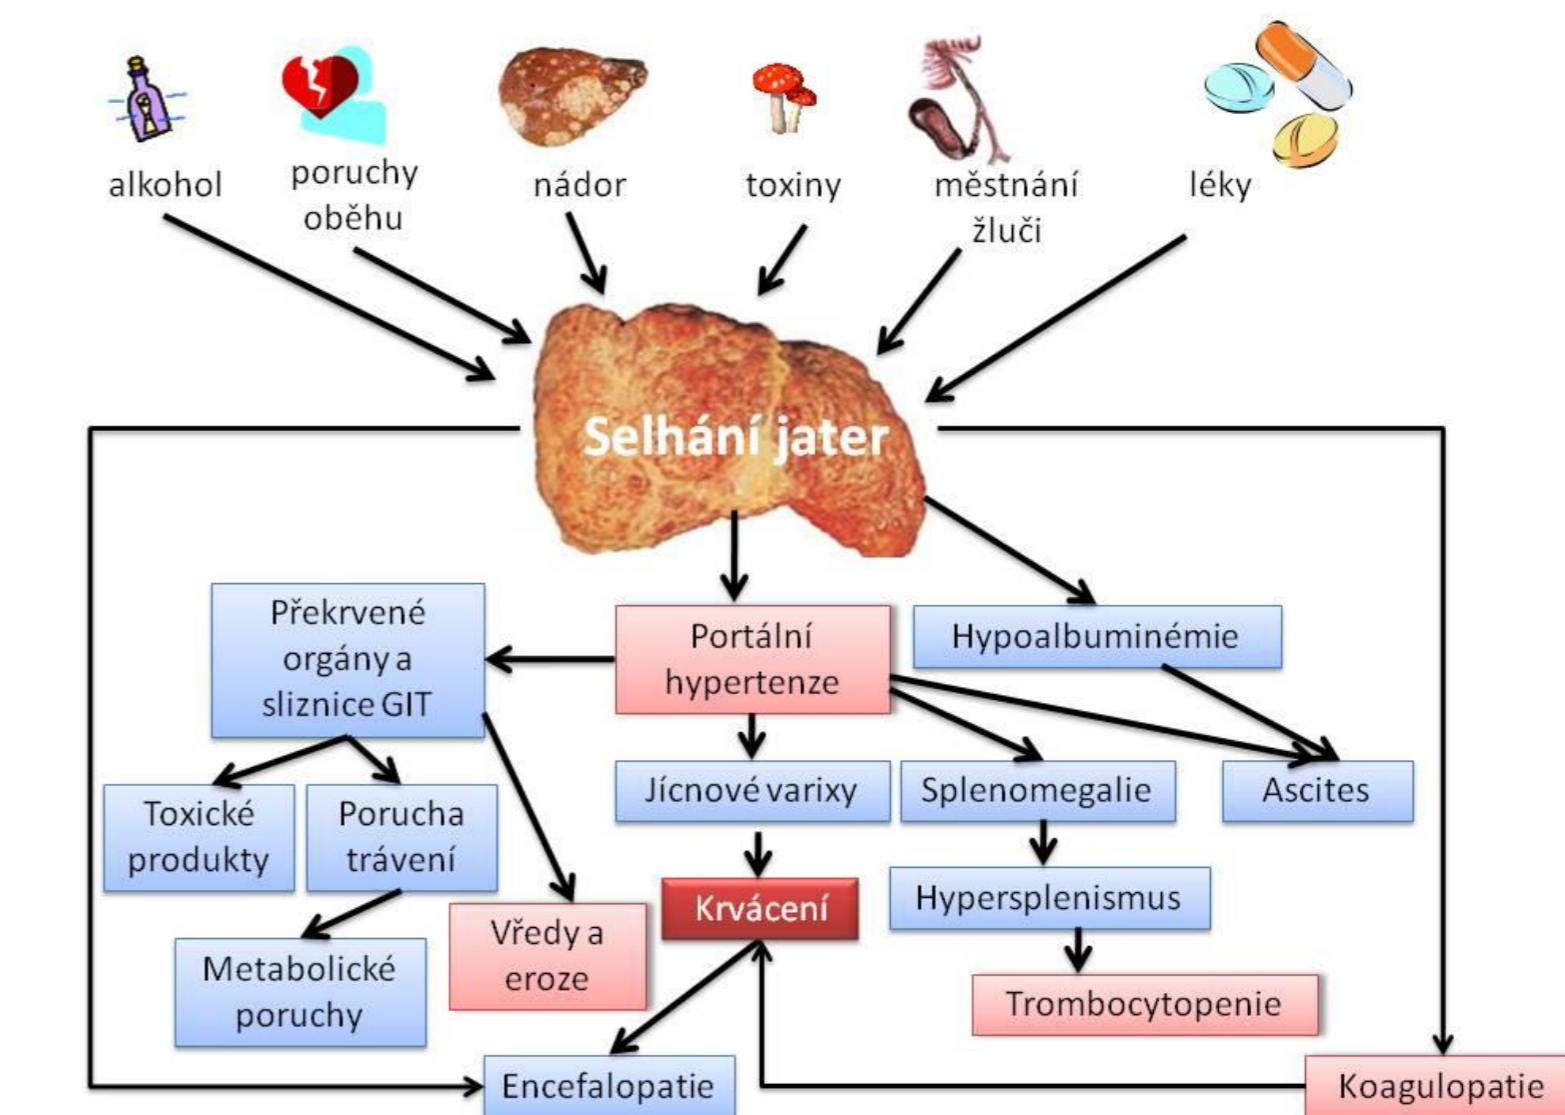 alkohol
poruchy
oběhu
nádor
toxiny
městnání
žluči
léky
Selhání jater
Překrvené
orgány a
sliznice GIT
Portální
hypertenze
Hypoalbuminémie
Toxické
produkty
Porucha
trávení
Jícnové varixy
Splenomegalie
Ascites
Vředy a
eroze
Krvácení
Hypersplenismus
Metabolické
poruchy
Trombocytopenie
Encefalopatie
Koagulopatie